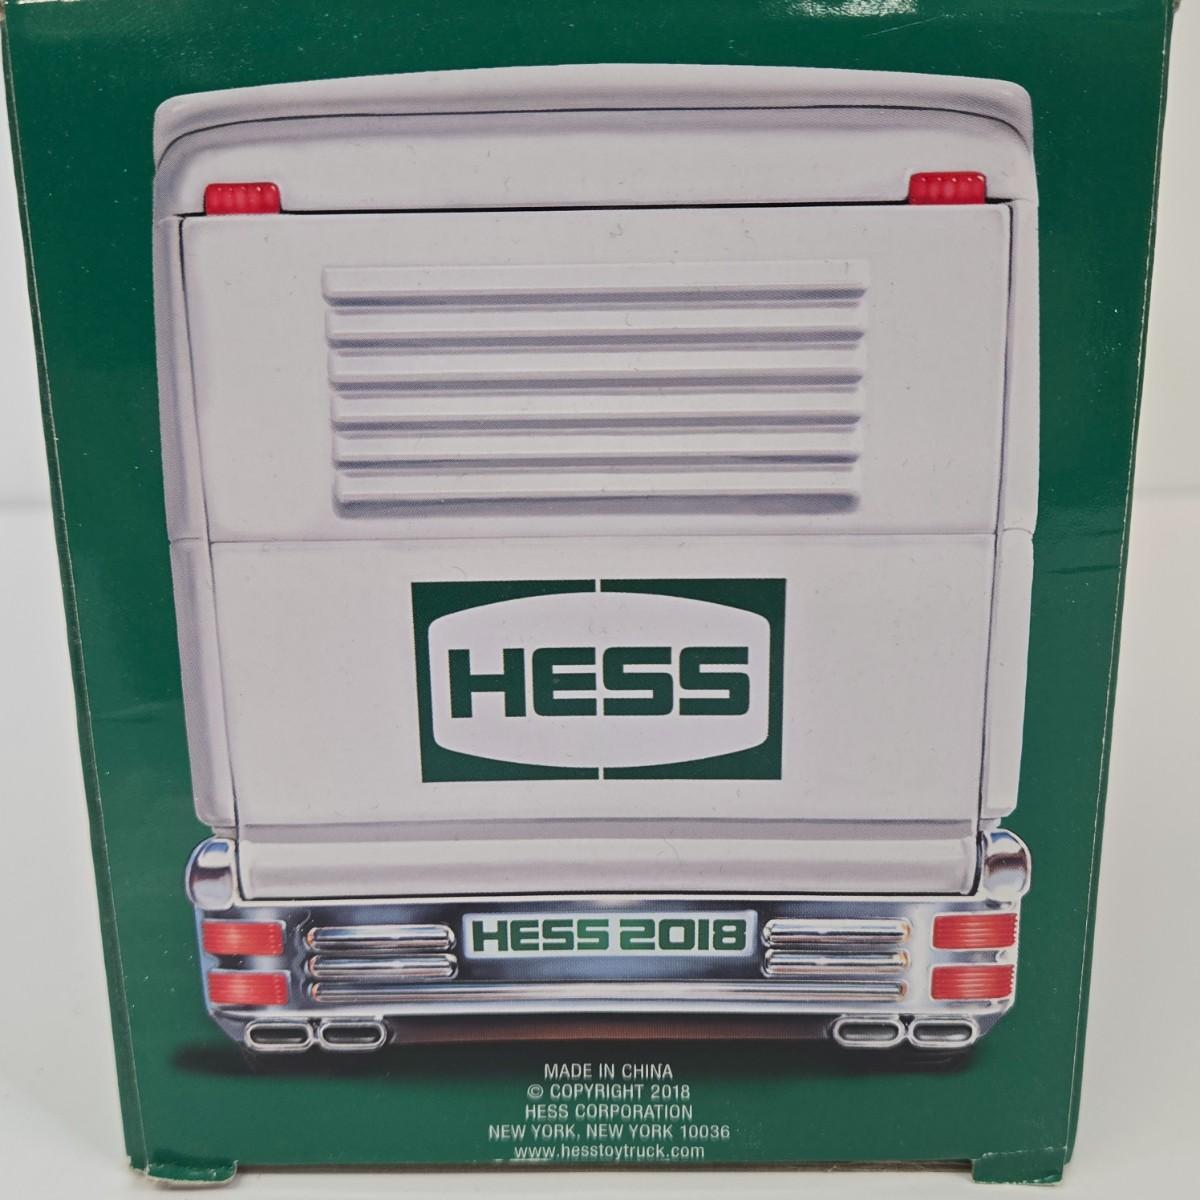 HESS
HESS 2018
MADE IN CHINA
© COPYRIGHT 2018
HESS CORPORATION
NEW YORK, NEW YORK 10036
www.hesstoytruck.com